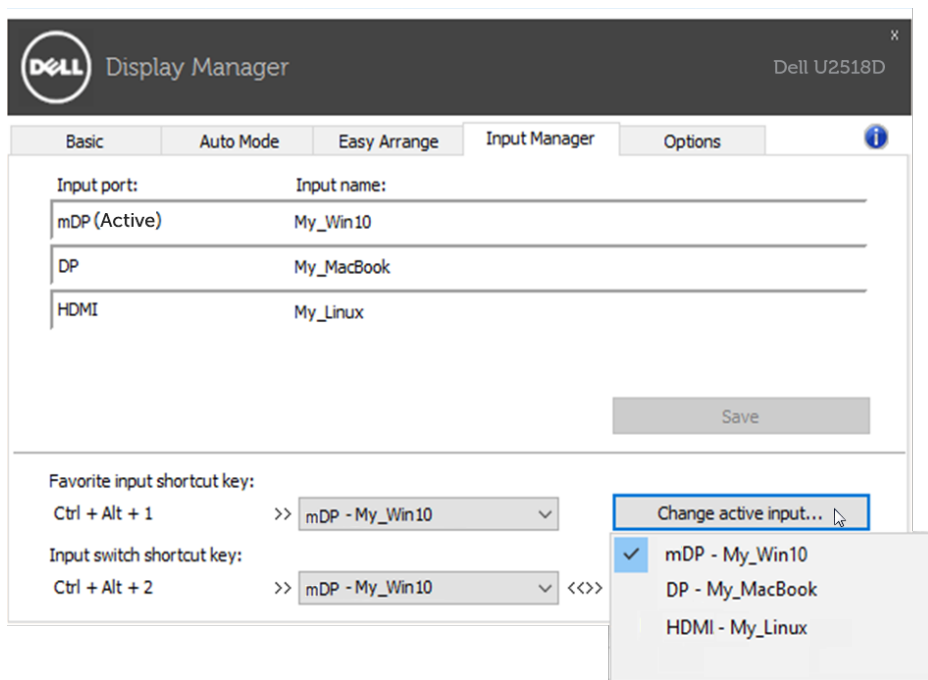 x
DELL Display Manager Dell U2518D
Basic Auto Mode Easy Arrange Input Manager Options i
Input port: Input name:
mDP (Active) My_Win10
DP My_MacBook
HDMI My_Linux
Save
Favorite input shortcut key:
Ctrl + Alt + 1 >> mDP - My_Win10 Change active input...
Input switch shortcut key:
Ctrl + Alt + 2 >> mDP - My_Win10 <<>>
mDP - My_Win10
DP - My_MacBook
HDMI - My_Linux